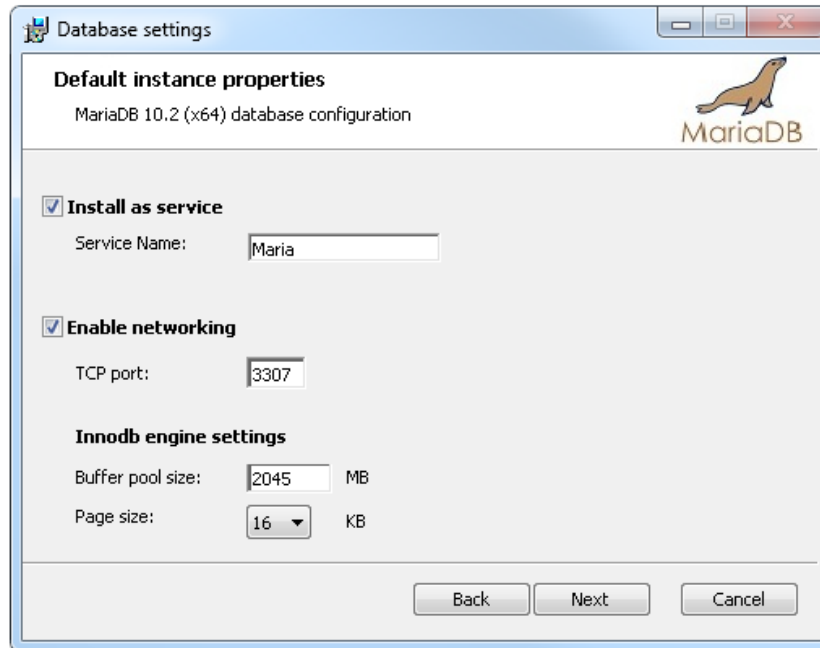 Database settings
Default instance properties
MariaDB 10.2 (x64) database configuration
MariaDB
Install as service
Service Name: Maria
Enable networking
TCP port: 3307
Innodb engine settings
Buffer pool size: 2045 MB
Page size: 16 KB
Back Next Cancel